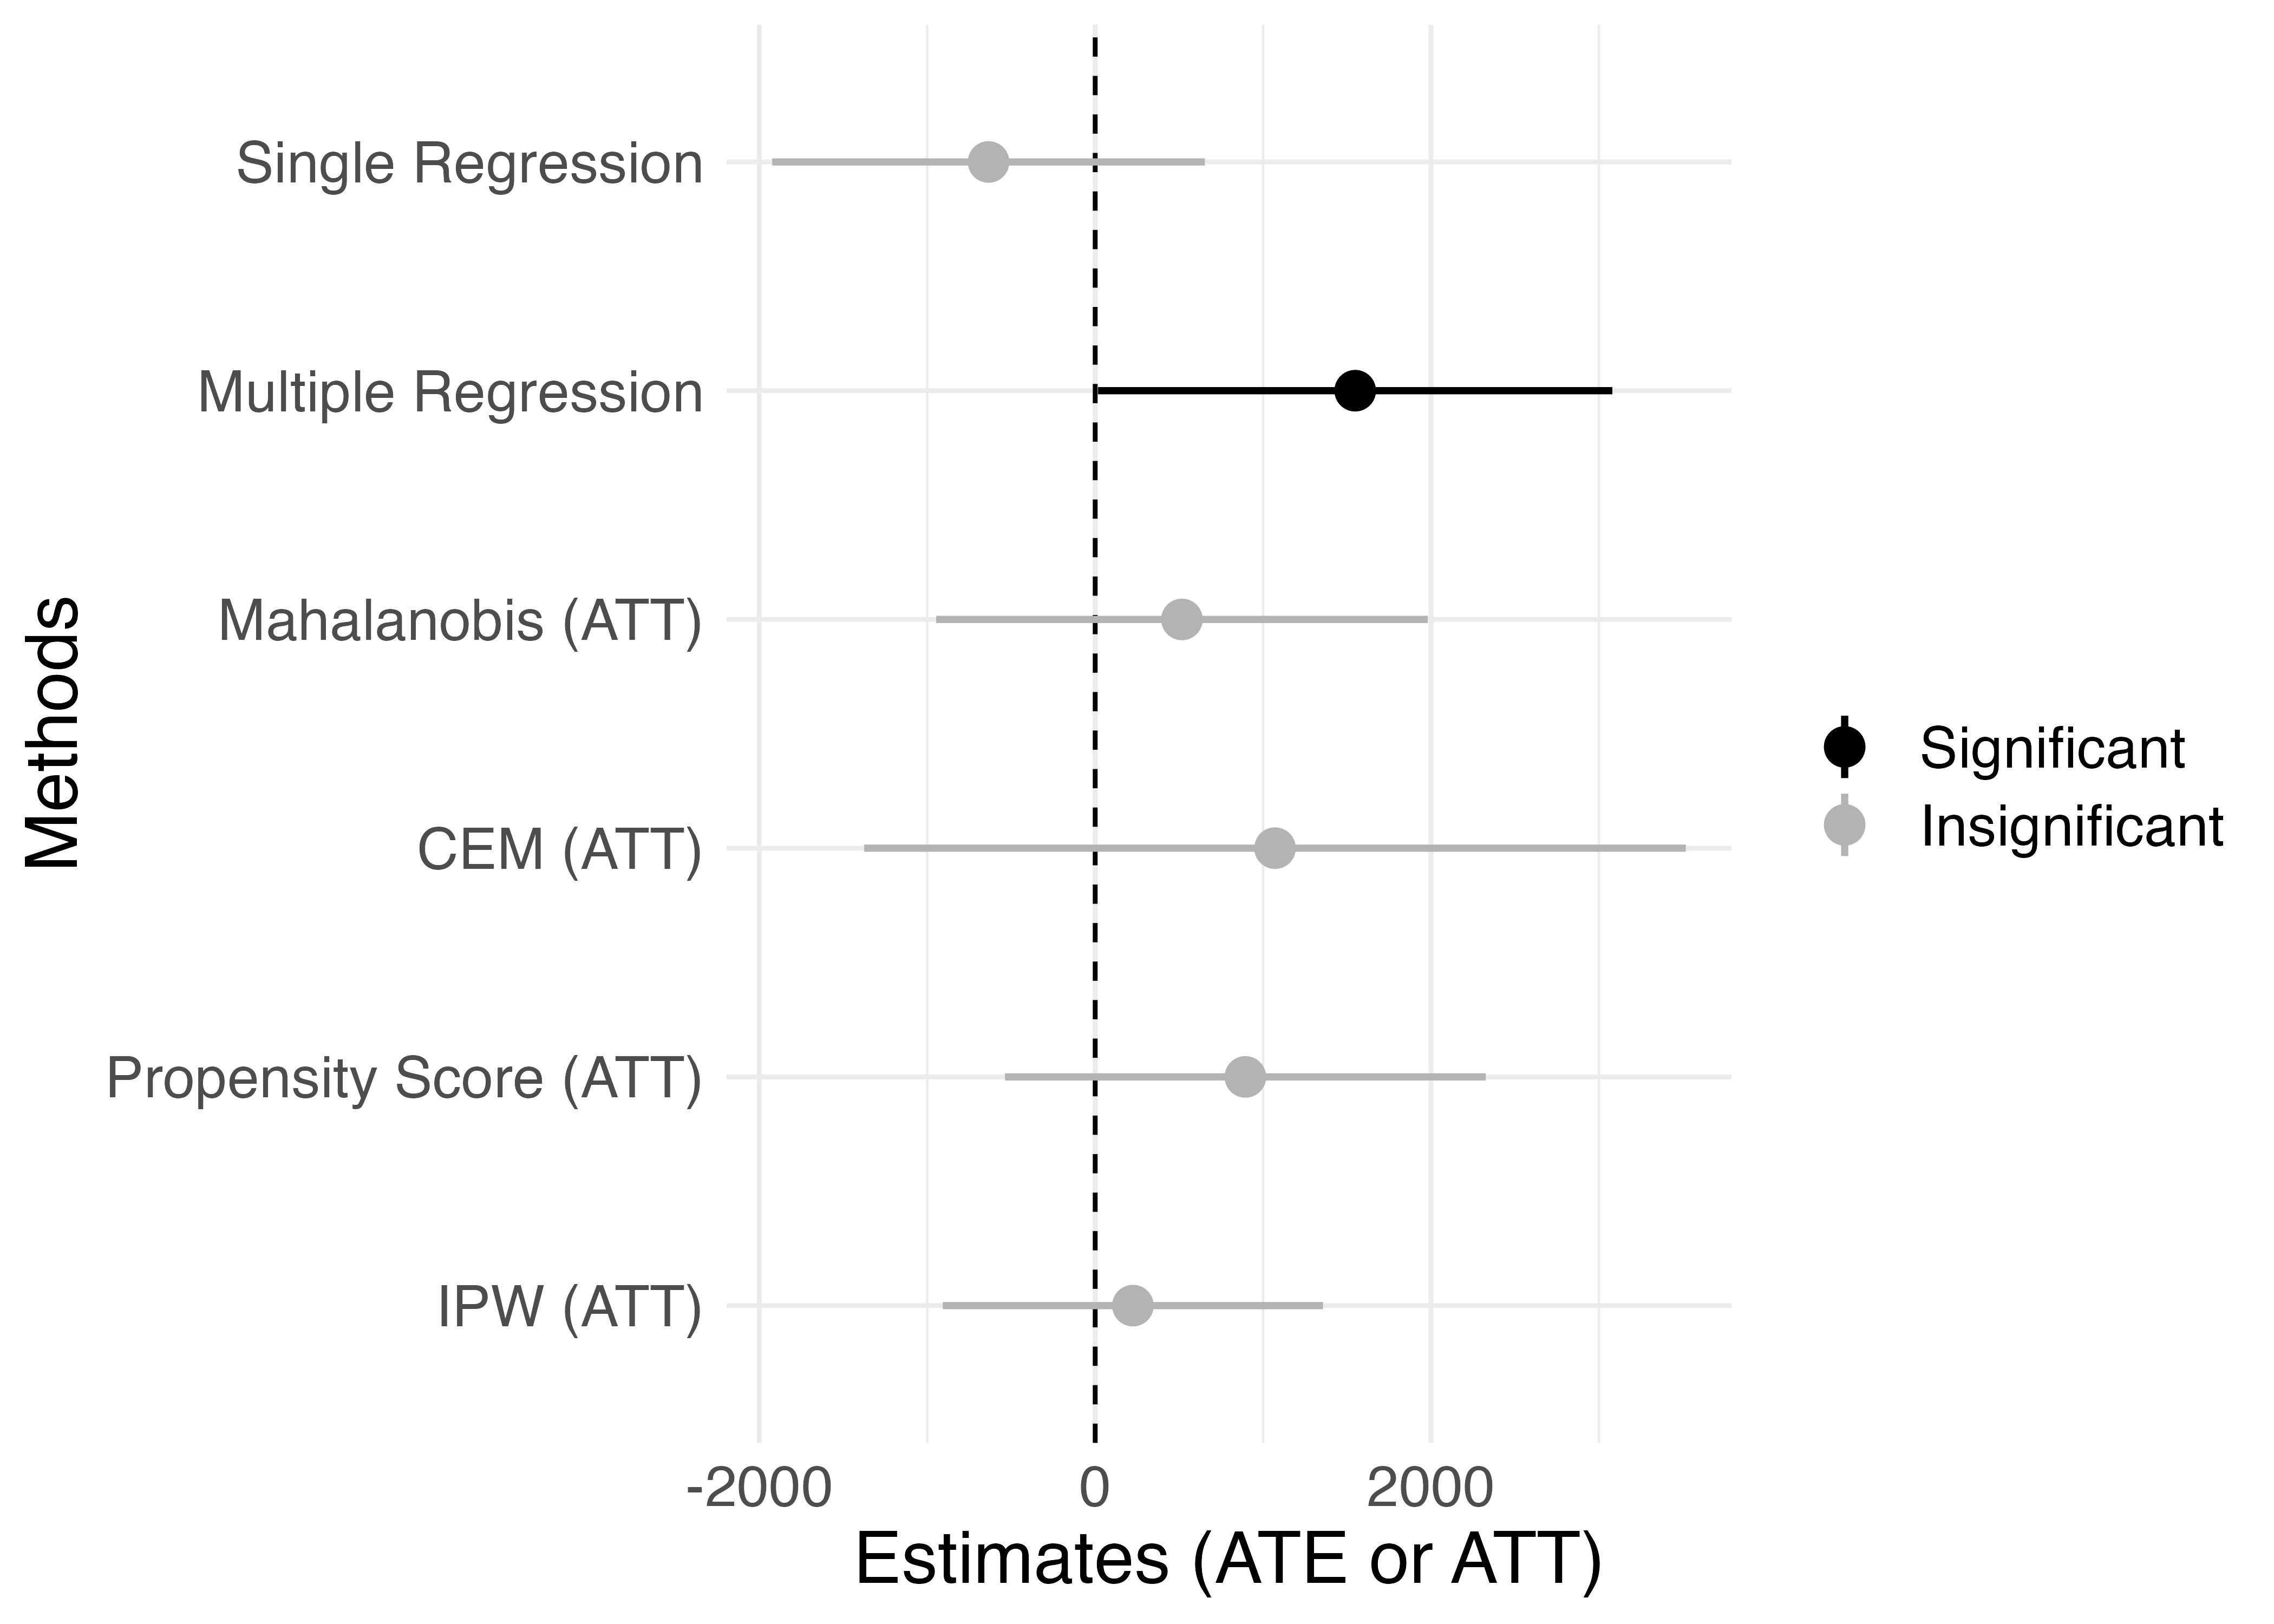 Methods
Single Regression
Multiple Regression
Mahalanobis (ATT)
CEM (ATT)
Propensity Score (ATT)
IPW (ATT)
-2000
0
2000
Estimates (ATE or ATT)
Significant
Insignificant